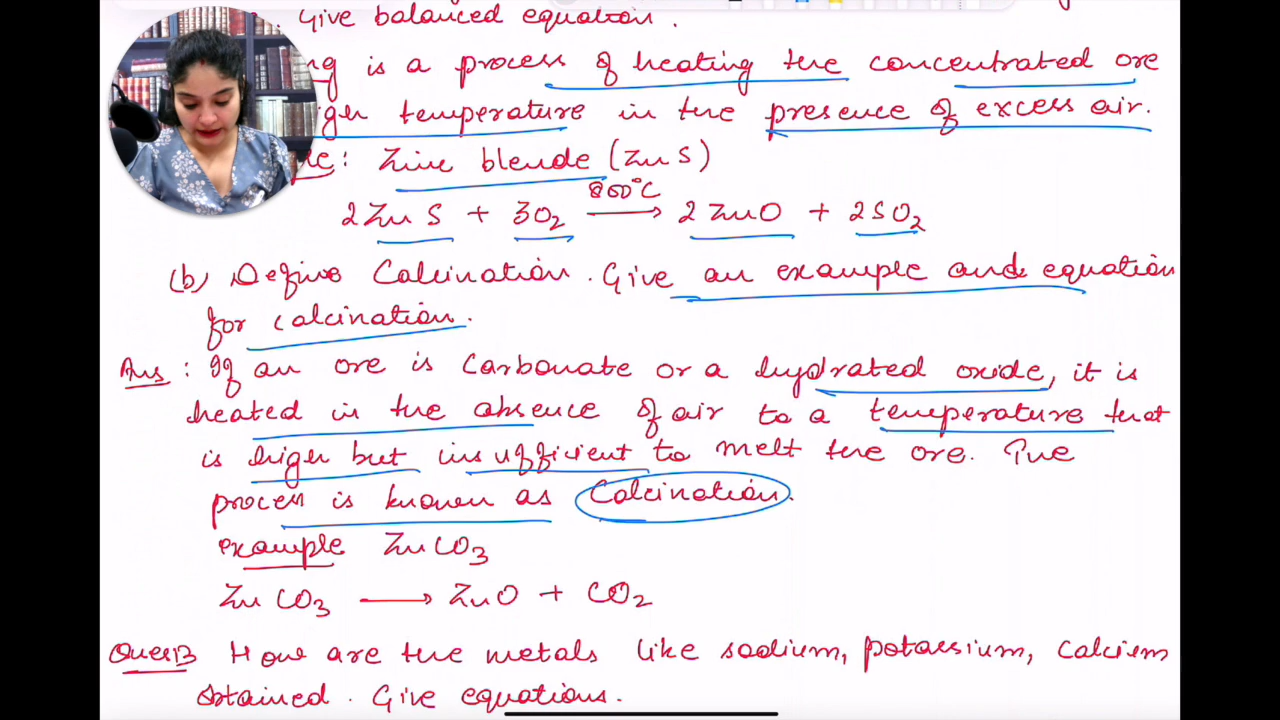 Give balanced equation.
ng is a process of heating the concentrated ore
ger temperature in the presence of excess air.
: Zinc blende (ZnS)
2ZnS + 3O2 800°C → 2ZnO + 2SO2
(b) Define Calcination. Give an example and equation
for calcination.
Ans : If an ore is carbonate or a hydrated oxide, it is
heated in the absence of air to a temperature that
is higer but insufficient to melt the ore. The
process is known as Calcination.
example ZnCO3
ZnCO3 → ZnO + CO2
Ques13 How are the metals like sodium, potassium, calcium
obtained. Give equations.